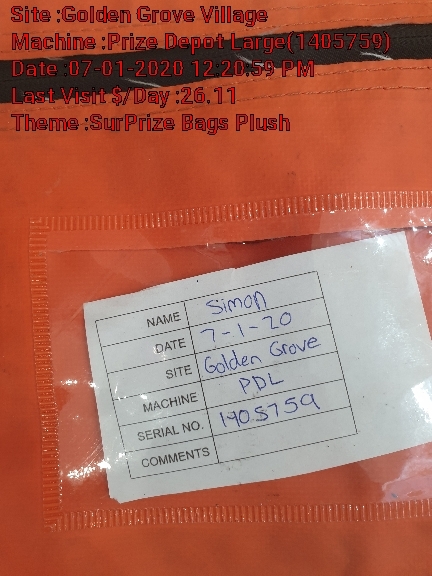 Site :Golden Grove Village
Machine :Prize Depot Large(1405759)
Date :07-01-2020 12:20:59 PM
Last Visit $/Day :26.11
Theme :SurPrize Bags Plush
NAME Simon
DATE 7-1-20
SITE Golden Grove
MACHINE PDL
SERIAL NO. 1405759
COMMENTS